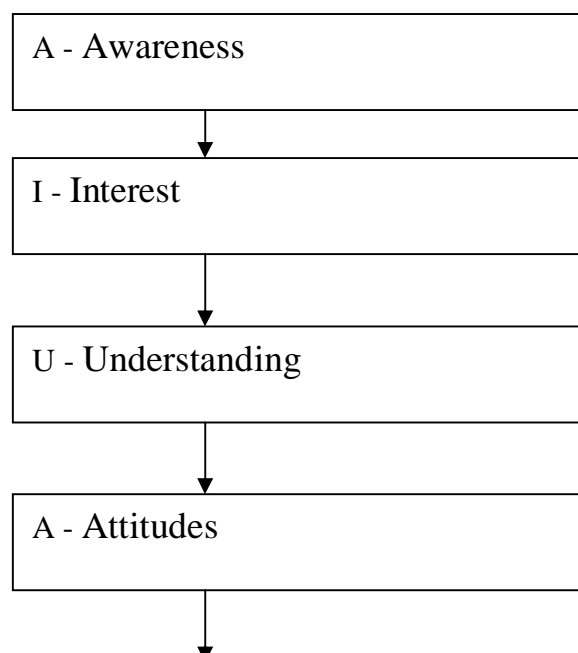 A - Awareness
I - Interest
U - Understanding
A - Attitudes